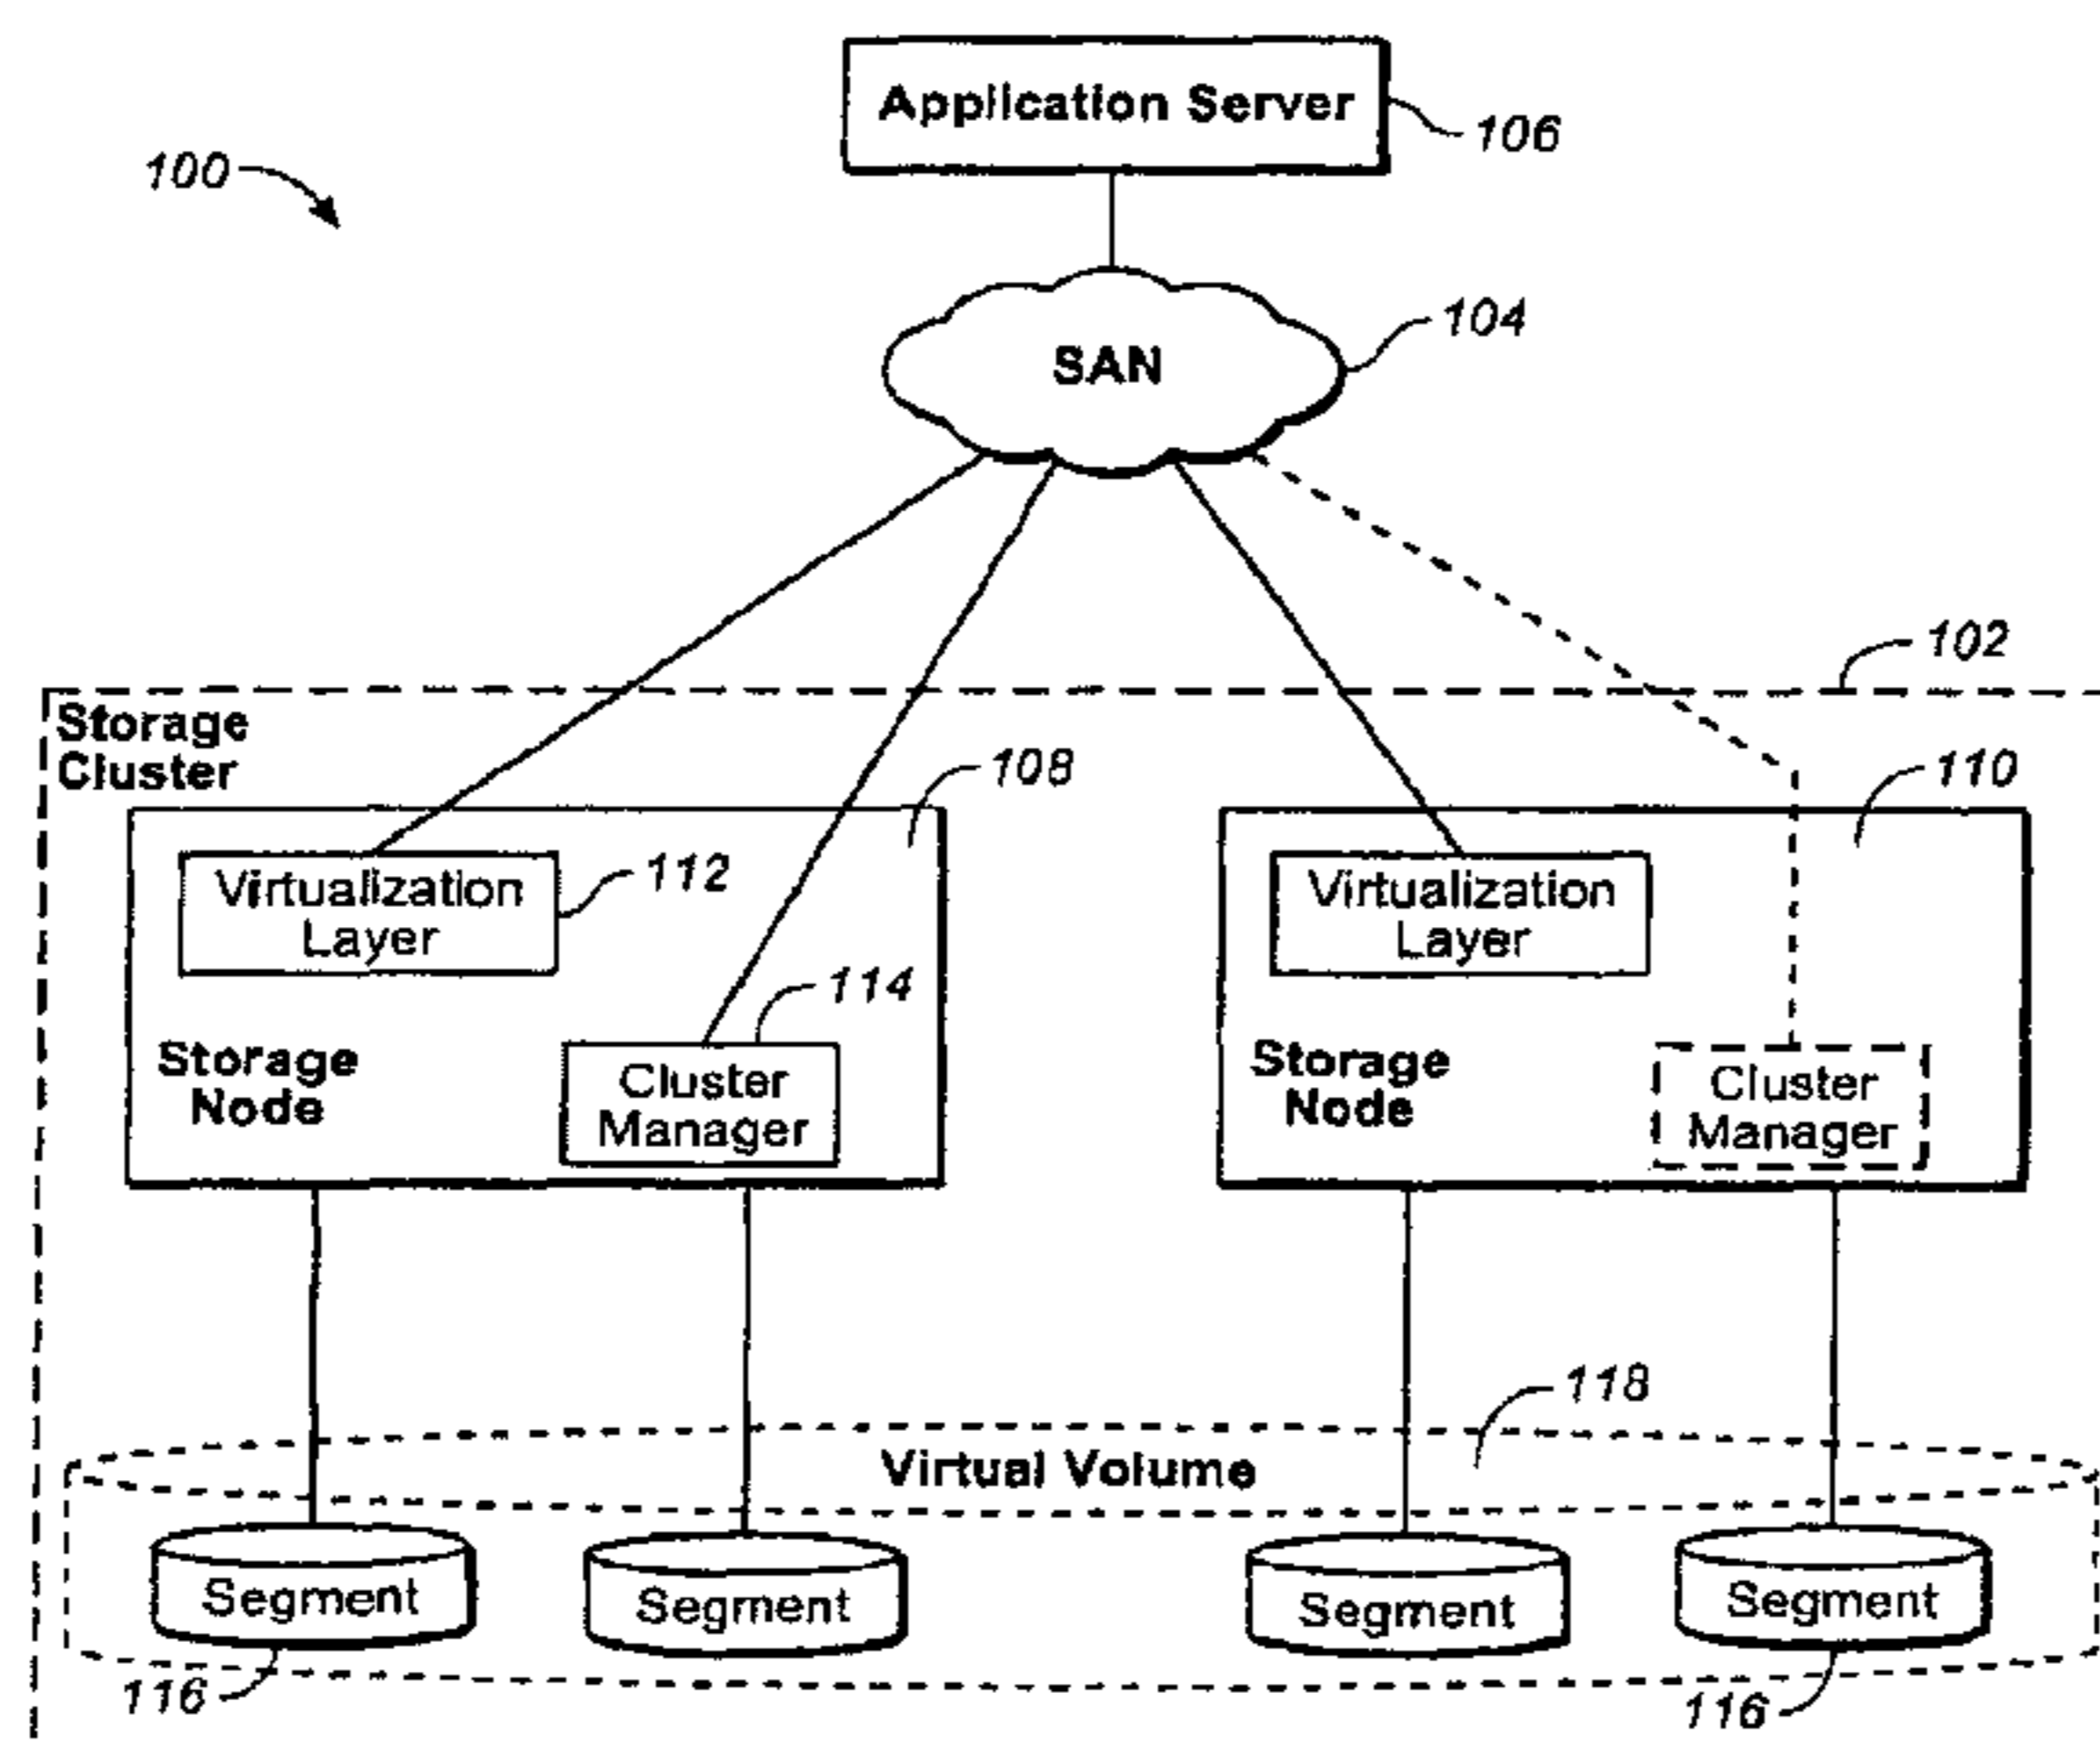 Application Server
106
100
104
SAN
102
Storage
Cluster
108
110
Virtualization
Layer
112
Virtualization
Layer
114
Storage
Node
Cluster
Manager
Storage
Node
Cluster
Manager
118
Virtual Volume
Segment
Segment
Segment
Segment
116
116